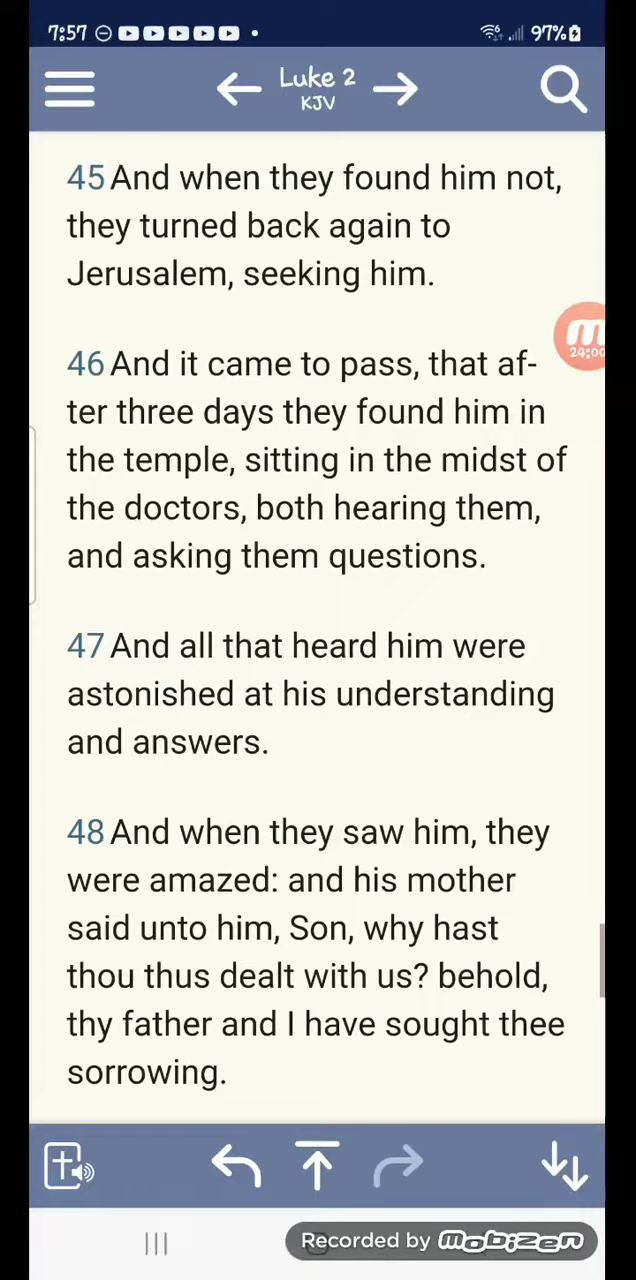 7:57 97%
Luke 2
KJV
45 And when they found him not,
they turned back again to
Jerusalem, seeking him.
46 And it came to pass, that af-
ter three days they found him in
the temple, sitting in the midst of
the doctors, both hearing them,
and asking them questions.
47 And all that heard him were
astonished at his understanding
and answers.
48 And when they saw him, they
were amazed: and his mother
said unto him, Son, why hast
thou thus dealt with us? behold,
thy father and I have sought thee
sorrowing.
m
24:00
Recorded by mobizen